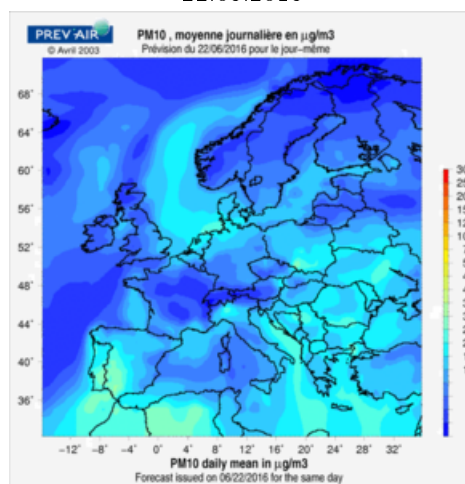 PREV'AIR
© Avril 2003
PM10 , moyenne journalière en µg/m3
Prévision du 22/06/2016 pour le jour-même
68°
64°
60°
56°
52°
48°
44°
40°
36°
−12° −8° −4° 0° 4° 8° 12° 16° 20° 24° 28° 32°
PM10 daily mean in µg/m3
Forecast issued on 06/22/2016 for the same day
30
25